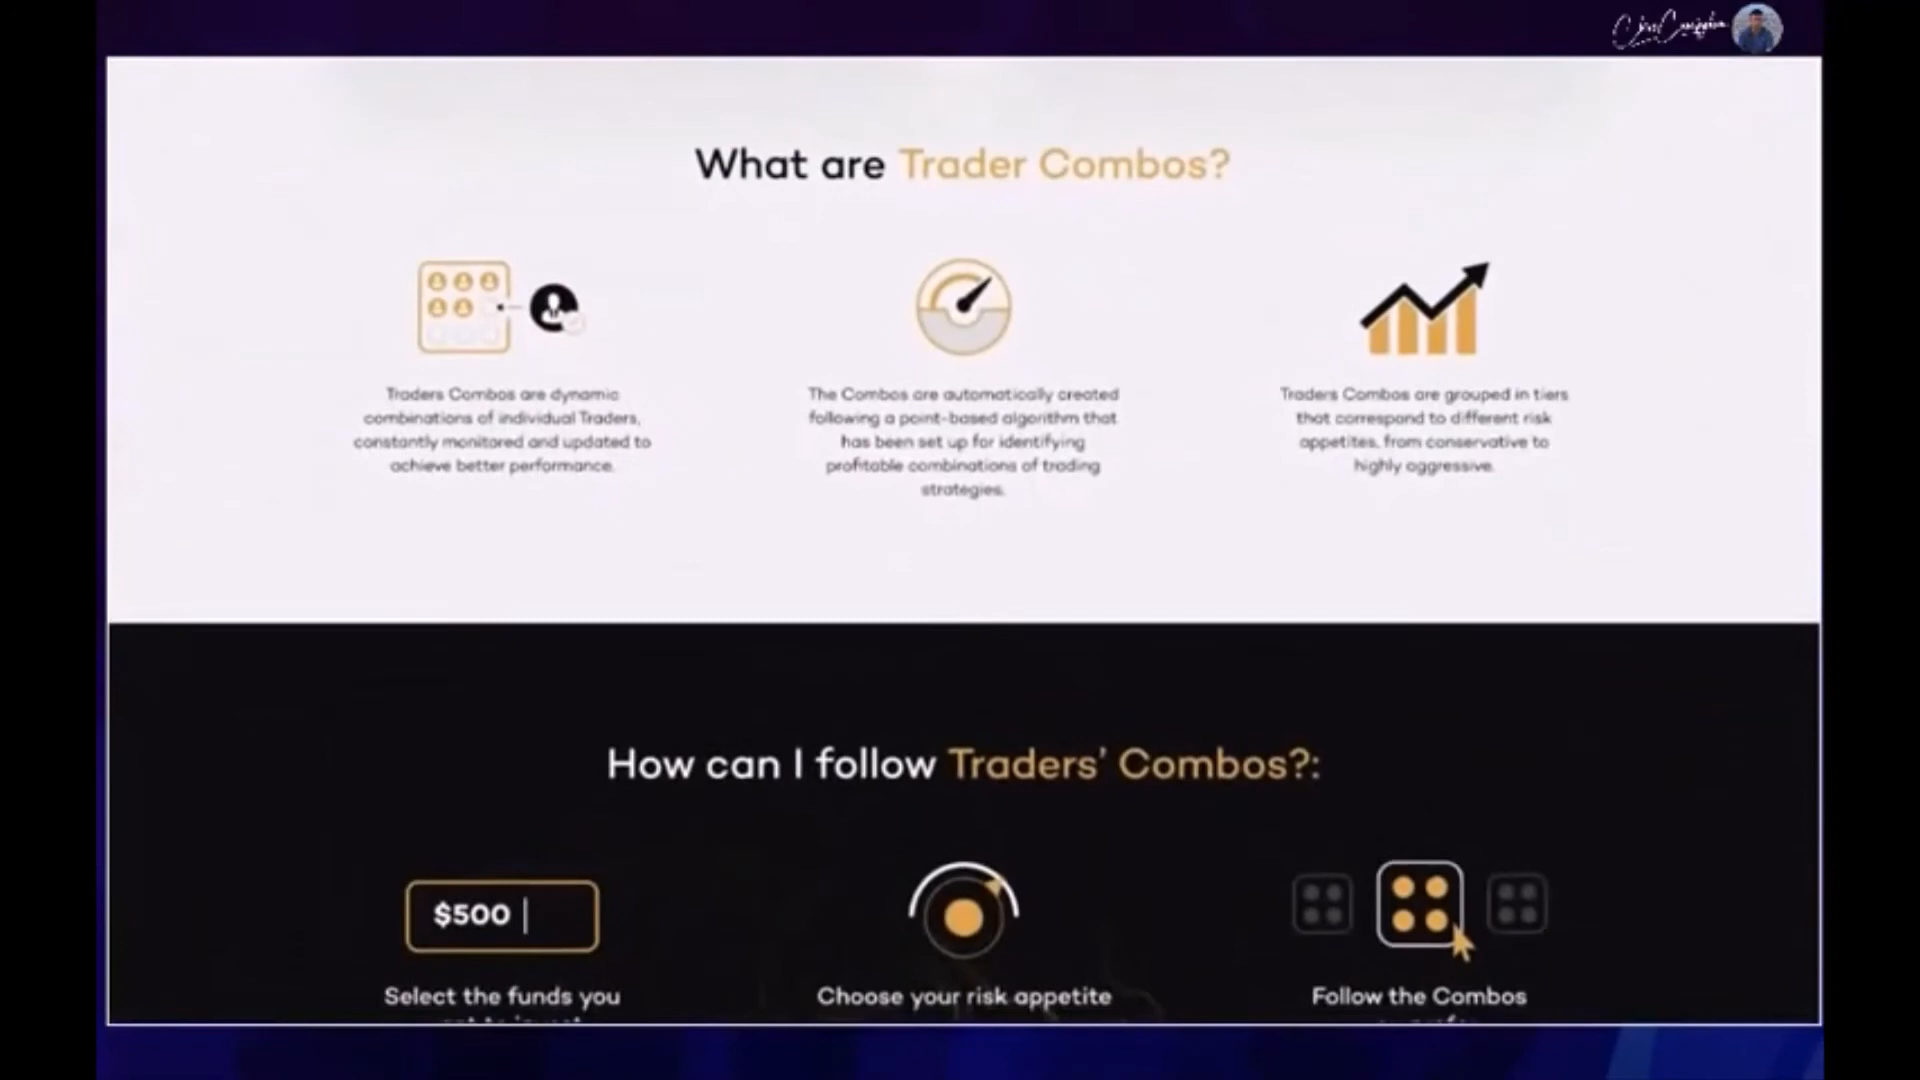 What are Trader Combos?
Traders Combos are dynamic
combinations of individual Traders,
constantly monitored and updated to
achieve better performance.
The Combos are automatically created
following a point-based algorithm that
has been set up for identifying
profitable combinations of trading
strategies.
Traders Combos are grouped in tiers
that correspond to different risk
appetites, from conservative to
highly aggressive.
How can I follow Traders' Combos?:
$500
Select the funds you
Choose your risk appetite
Follow the Combos